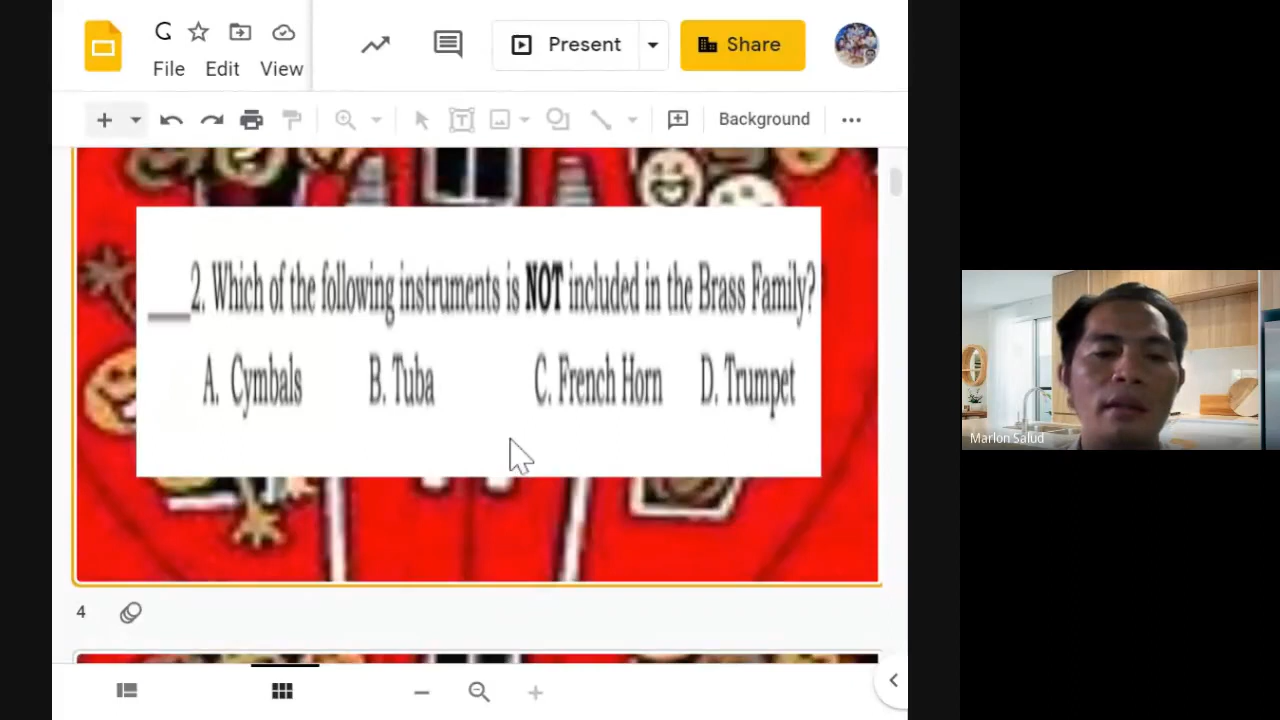 File Edit View
Present
Share
Background
___2. Which of the following instruments is NOT included in the Brass Family?
A. Cymbals B. Tuba C. French Horn D. Trumpet
Marlon Salud
4